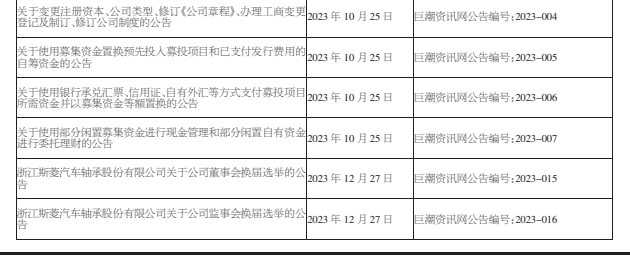 关于变更注册资本、公司类型、修订《公司章程》、办理工商变更
登记及制订、修订公司制度的公告
2023 年 10 月 25 日
巨潮资讯网公告编号：2023-004
关于使用募集资金置换预先投入募投项目和已支付发行费用的
自筹资金的公告
2023 年 10 月 25 日
巨潮资讯网公告编号：2023-005
关于使用银行承兑汇票、信用证、自有外汇等方式支付募投项目
所需资金并以募集资金等额置换的公告
2023 年 10 月 25 日
巨潮资讯网公告编号：2023-006
关于使用部分闲置募集资金进行现金管理和部分闲置自有资金
进行委托理财的公告
2023 年 10 月 25 日
巨潮资讯网公告编号：2023-007
浙江斯菱汽车轴承股份有限公司关于公司董事会换届选举的公
告
2023 年 12 月 27 日
巨潮资讯网公告编号：2023-015
浙江斯菱汽车轴承股份有限公司关于公司监事会换届选举的公
告
2023 年 12 月 27 日
巨潮资讯网公告编号：2023-016